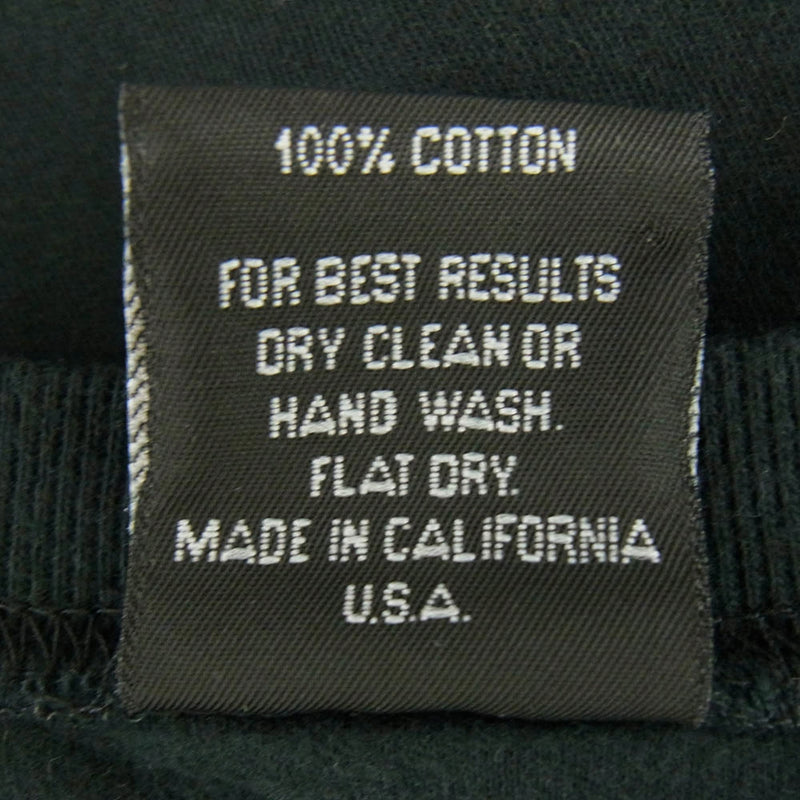 100% COTTON
FOR BEST RESULTS
DRY CLEAN OR
HAND WASH.
FLAT DRY.
MADE IN CALIFORNIA
U.S.A.